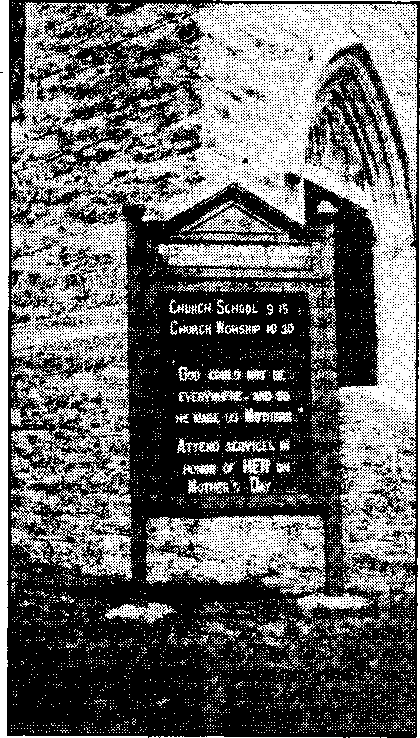 CHURCH SCHOOL 9 15
CHURCH WORSHIP 10 30
"GOD COULD NOT BE
EVERYWHERE, AND SO
HE MADE US MOTHERS"
ATTEND SERVICES IN
HONOR OF HER ON
MOTHER'S DAY